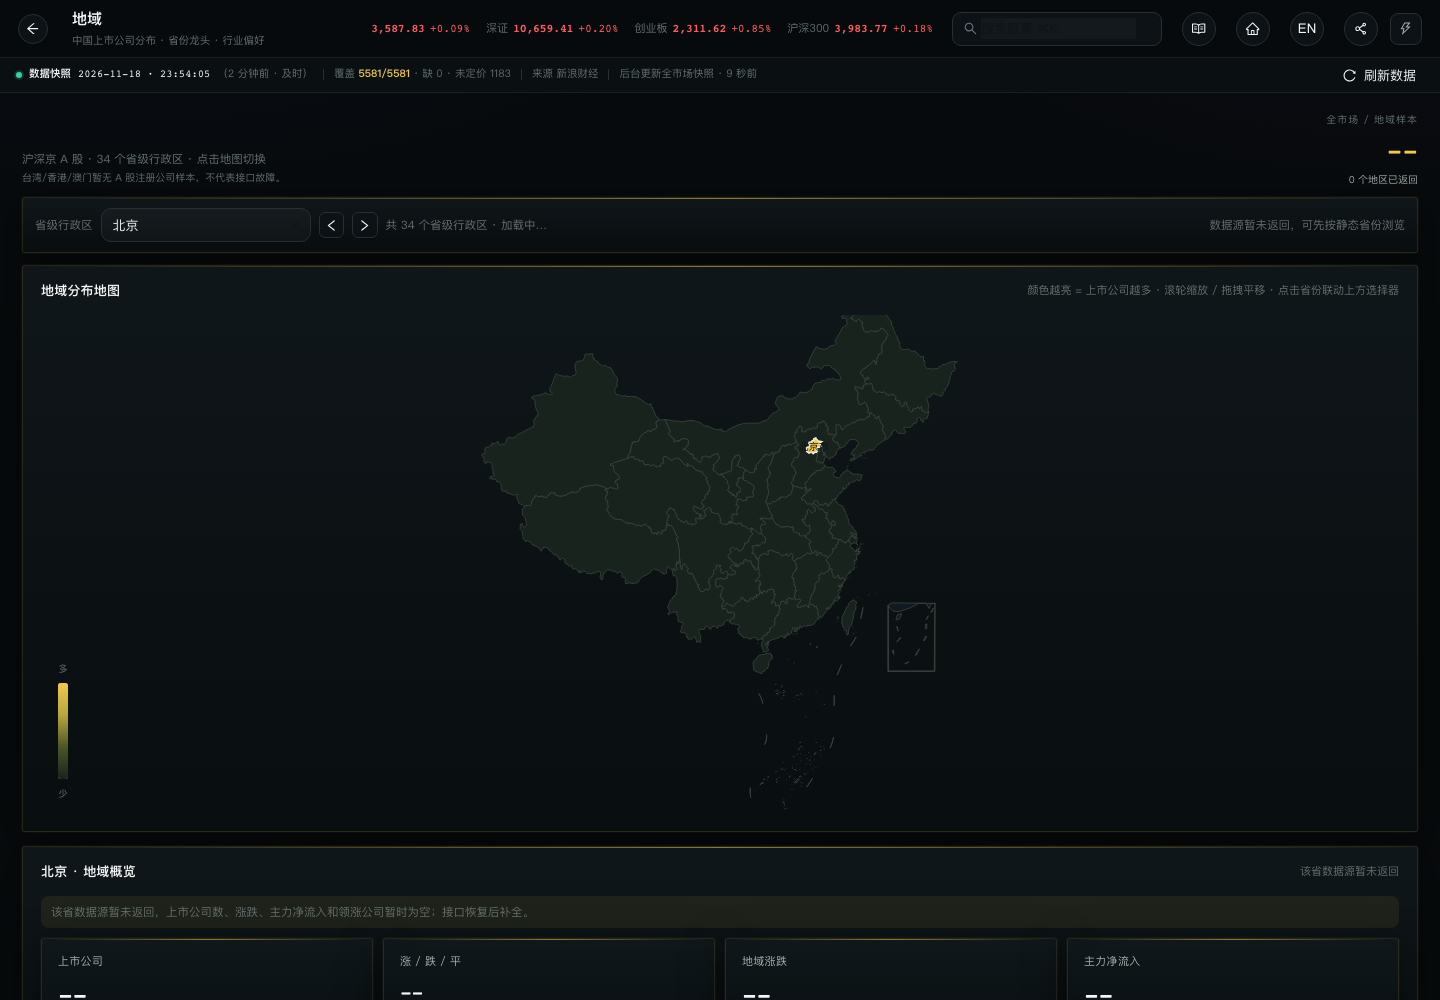 地域
中国上市公司分布 · 省份龙头 · 行业偏好
3,587.83 +0.09% 深证 10,659.41 +0.20% 创业板 2,311.62 +0.85% 沪深300 3,983.77 +0.18%
EN
数据快照 2026-11-18 · 23:54:05 (2 分钟前 · 及时) 覆盖 5581/5581 · 缺 0 · 未定价 1183 来源 新浪财经 后台更新全市场快照 · 9 秒前
刷新数据
全市场 / 地域样本
沪深京 A 股 · 34 个省级行政区 · 点击地图切换
--
台湾/香港/澳门暂无 A 股注册公司样本，不代表接口故障。
0 个地区已返回
省级行政区 北京 共 34 个省级行政区 · 加载中... 数据源暂未返回，可先按静态省份浏览
地域分布地图
颜色越亮 = 上市公司越多 · 滚轮缩放 / 拖拽平移 · 点击省份联动上方选择器
京
多
少
北京 · 地域概览
该省数据源暂未返回
该省数据源暂未返回，上市公司数、涨跌、主力净流入和领涨公司暂时为空；接口恢复后补全。
上市公司 涨 / 跌 / 平 地域涨跌 主力净流入
-- -- -- --